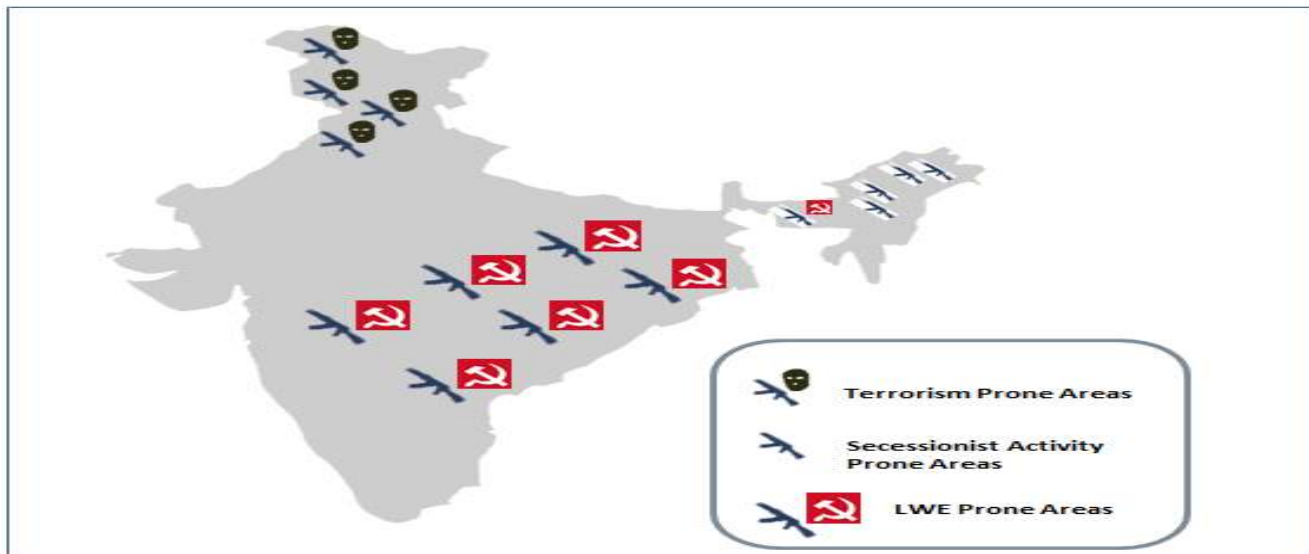 Terrorism Prone Areas
Secessionist Activity
Prone Areas
LWE Prone Areas